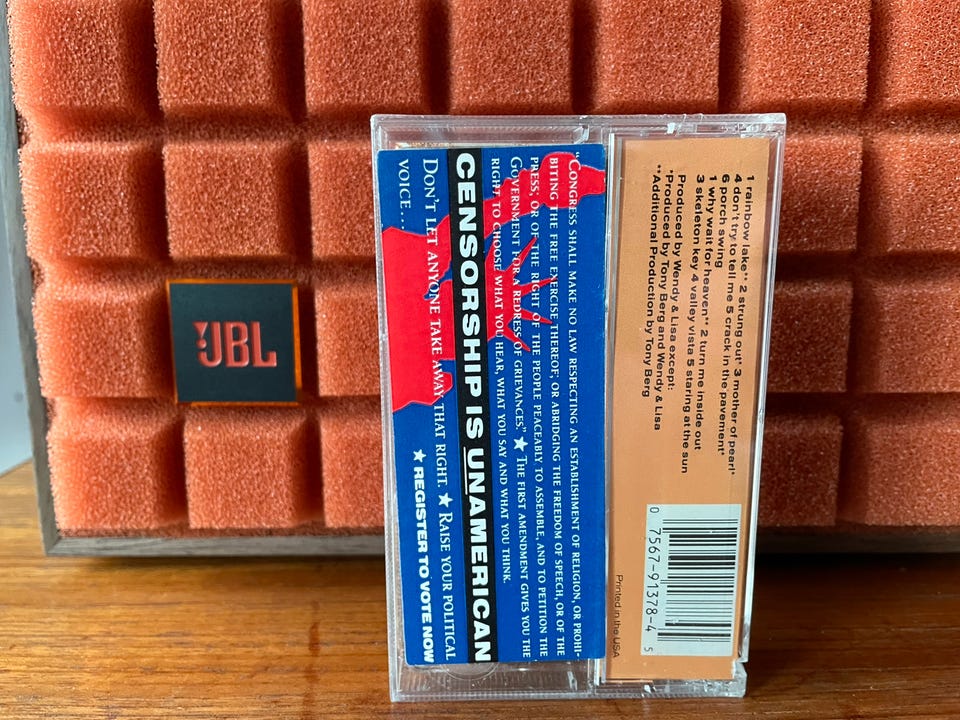 JBL
"CONGRESS SHALL MAKE NO LAW RESPECTING AN ESTABLISHMENT OF RELIGION, OR PROHI-
BITING THE FREE EXERCISE THEREOF; OR ABRIDGING THE FREEDOM OF SPEECH, OR OF THE
PRESS; OR OF THE RIGHT OF THE PEOPLE PEACEABLY TO ASSEMBLE, AND TO PETITION THE
GOVERNMENT FOR A REDRESS OF GRIEVANCES." ★ THE FIRST AMENDMENT GIVES YOU THE
RIGHT TO CHOOSE WHAT YOU HEAR, WHAT YOU SAY AND WHAT YOU THINK.
CENSORSHIP IS UNAMERICAN
DON'T LET ANYONE TAKE AWAY THAT RIGHT. ★ RAISE YOUR POLITICAL
VOICE... ★ REGISTER TO VOTE NOW
1 rainbow lake** 2 strung out* 3 mother of pearl*
4 don't try to tell me 5 crack in the pavement*
6 porch swing
1 why wait for heaven** 2 turn me inside out
3 skeleton key 4 valley vista 5 staring at the sun
Produced by Wendy & Lisa except:
*Produced by Tony Berg and Wendy & Lisa
**Additional Production by Tony Berg
0 7567-91378-4 5
Printed in the USA